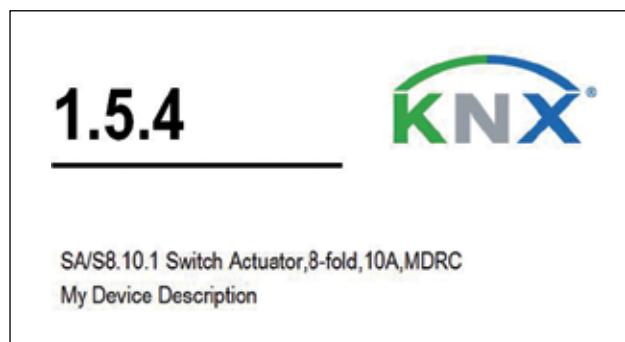 1.5.4
KNX®
SA/S8.10.1 Switch Actuator,8-fold,10A,MDRC
My Device Description